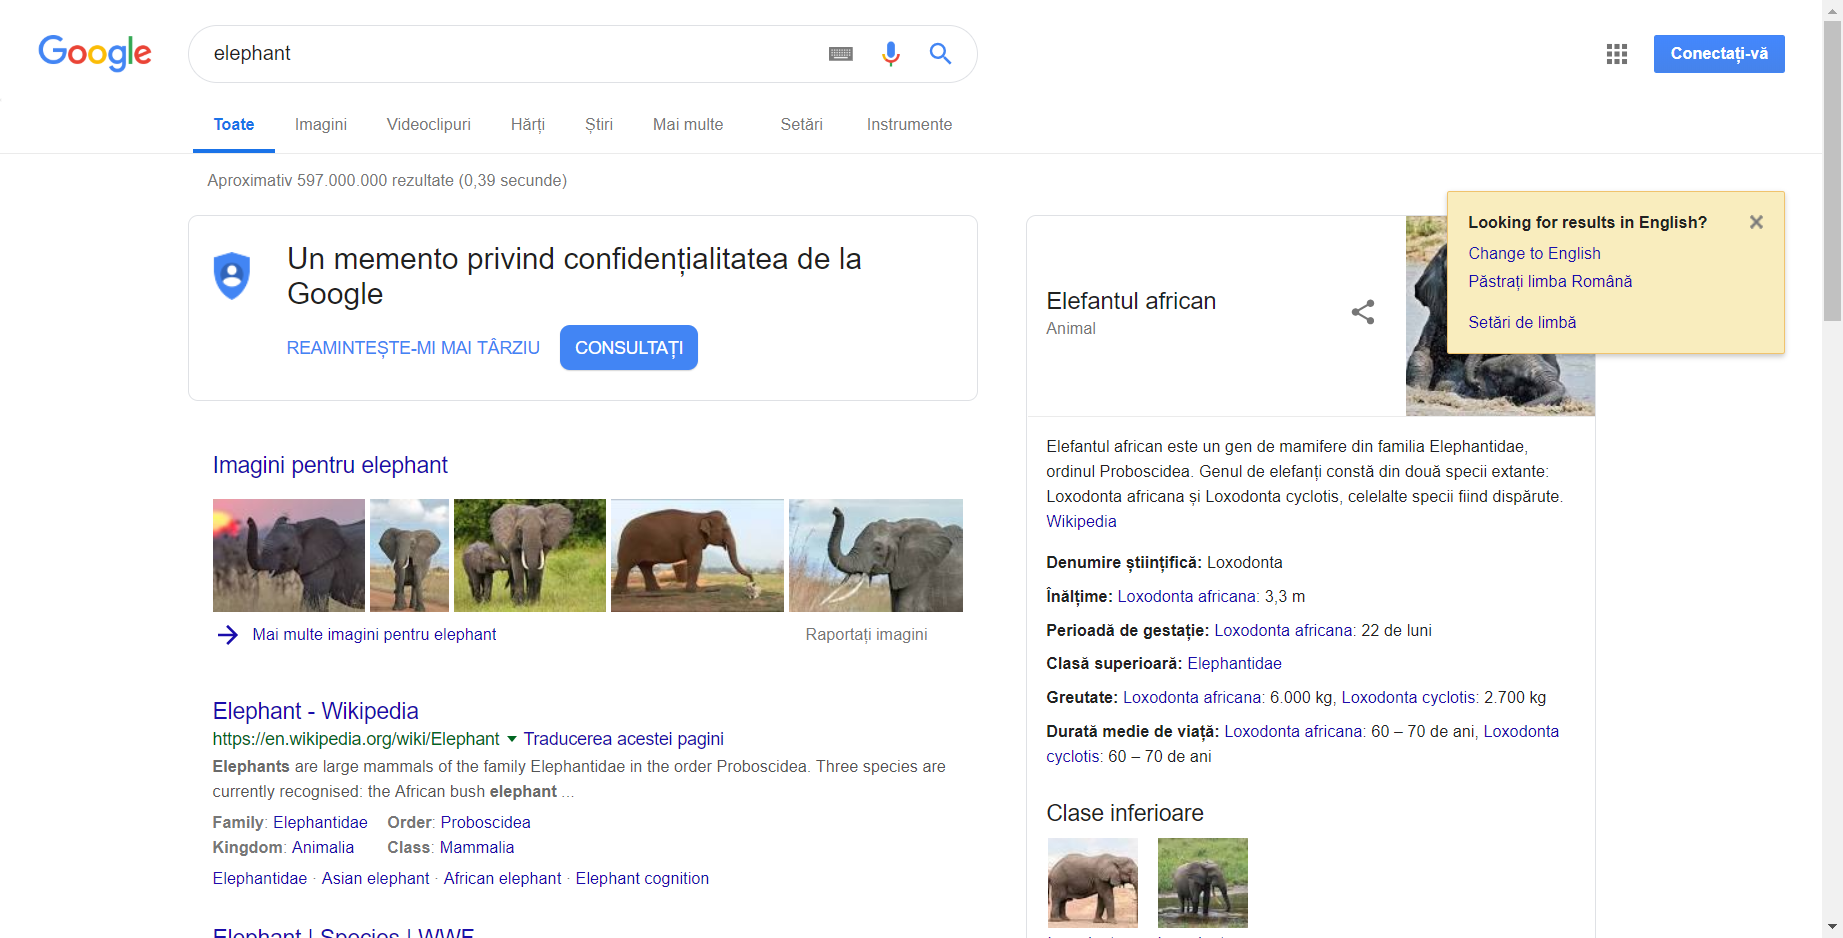 Google
elephant
Conectați-vă
Toate Imagini Videoclipuri Hărți Știri Mai multe Setări Instrumente
Aproximativ 597.000.000 rezultate (0,39 secunde)
Un memento privind confidențialitatea de la
Google
REAMINTEȘTE-MI MAI TÂRZIU
CONSULTAȚI
Imagini pentru elephant
Mai multe imagini pentru elephant
Raportați imagini
Elephant - Wikipedia
https://en.wikipedia.org/wiki/Elephant Traducerea acestei pagini
Elephants are large mammals of the family Elephantidae in the order Proboscidea. Three species are
currently recognised: the African bush elephant ...
Family: Elephantidae Order: Proboscidea
Kingdom: Animalia Class: Mammalia
Elephantidae · Asian elephant · African elephant · Elephant cognition
Elephant | Species | WWF
Looking for results in English?
Change to English
Păstrați limba Română
Setări de limbă
Elefantul african
Animal
Elefantul african este un gen de mamifere din familia Elephantidae,
ordinul Proboscidea. Genul de elefanți constă din două specii extante:
Loxodonta africana și Loxodonta cyclotis, celelalte specii fiind dispărute.
Wikipedia
Denumire științifică: Loxodonta
Înălțime: Loxodonta africana: 3,3 m
Perioadă de gestație: Loxodonta africana: 22 de luni
Clasă superioară: Elephantidae
Greutate: Loxodonta africana: 6.000 kg, Loxodonta cyclotis: 2.700 kg
Durată medie de viață: Loxodonta africana: 60 – 70 de ani, Loxodonta
cyclotis: 60 – 70 de ani
Clase inferioare